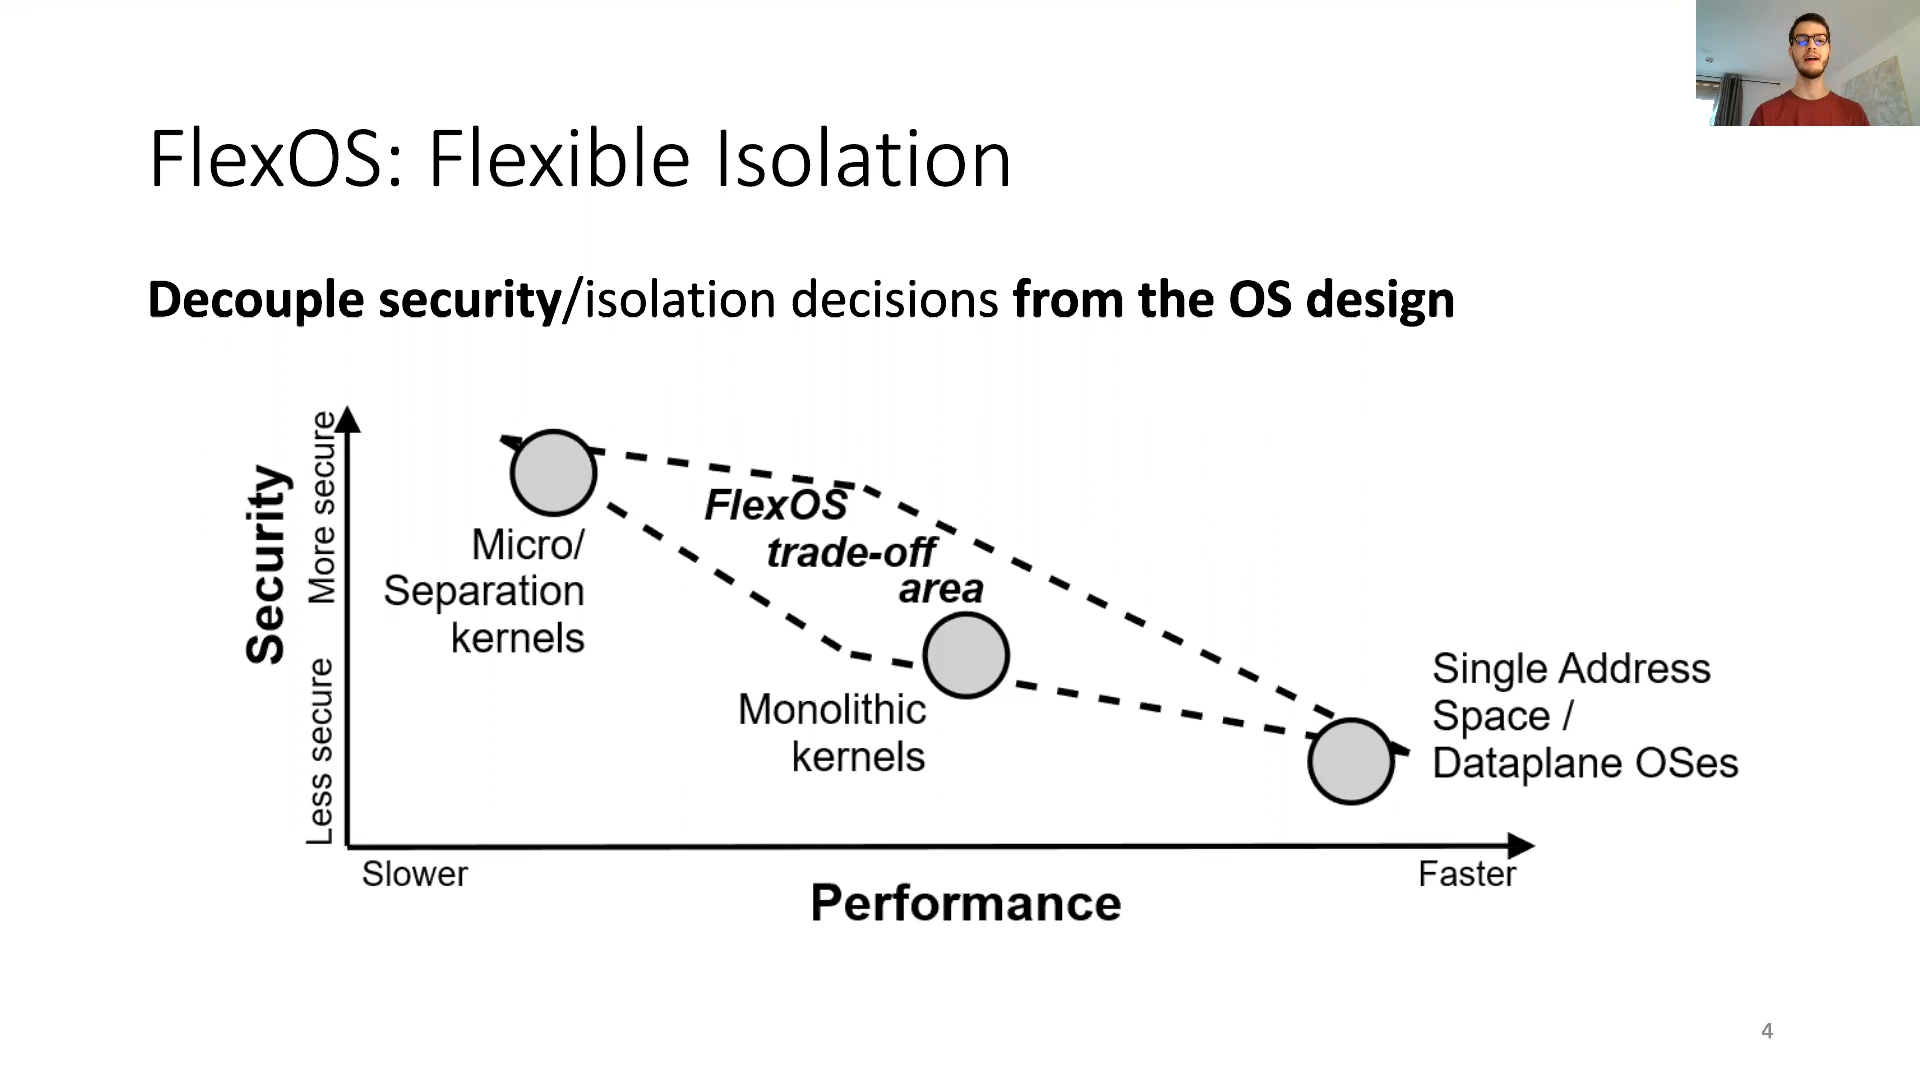 FlexOS: Flexible Isolation
Decouple security/isolation decisions from the OS design
Security
More secure
Less secure
FlexOS
trade-off
area
Micro/
Separation
kernels
Monolithic
kernels
Single Address
Space /
Dataplane OSes
Slower
Faster
Performance
4